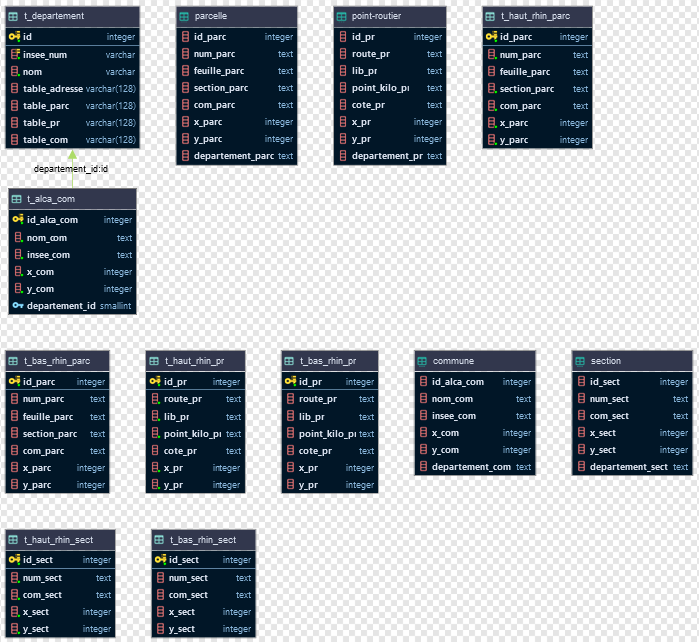 t_departement
id integer
insee_num varchar
nom varchar
table_adresse varchar(128)
table_parc varchar(128)
table_pr varchar(128)
table_com varchar(128)
parcelle
id_parc integer
num_parc text
feuille_parc text
section_parc text
com_parc text
x_parc integer
y_parc integer
departement_parc text
point-routier
id_pr integer
route_pr text
lib_pr text
point_kilo_pr text
cote_pr text
x_pr integer
y_pr integer
departement_pr text
t_haut_rhin_parc
id_parc integer
num_parc text
feuille_parc text
section_parc text
com_parc text
x_parc integer
y_parc integer
departement_id:id
t_alca_com
id_alca_com integer
nom_com text
insee_com text
x_com integer
y_com integer
departement_id smallint
t_bas_rhin_parc
id_parc integer
num_parc text
feuille_parc text
section_parc text
com_parc text
x_parc integer
y_parc integer
t_haut_rhin_pr
id_pr integer
route_pr text
lib_pr text
point_kilo_pr text
cote_pr text
x_pr integer
y_pr integer
t_bas_rhin_pr
id_pr integer
route_pr text
lib_pr text
point_kilo_pr text
cote_pr text
x_pr integer
y_pr integer
commune
id_alca_com integer
nom_com text
insee_com text
x_com integer
y_com integer
departement_com text
section
id_sect integer
num_sect text
com_sect text
x_sect integer
y_sect integer
departement_sect text
t_haut_rhin_sect
id_sect integer
num_sect text
com_sect text
x_sect integer
y_sect integer
t_bas_rhin_sect
id_sect integer
num_sect text
com_sect text
x_sect integer
y_sect integer